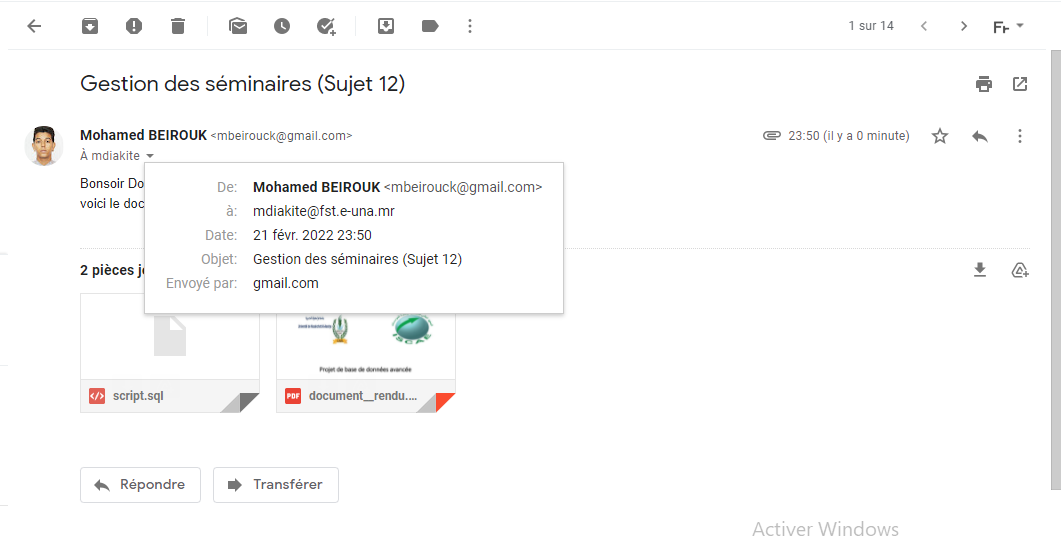 1 sur 14
Fr
Gestion des séminaires (Sujet 12)
Mohamed BEIROUK <mbeirouck@gmail.com>
23:50 (il y a 0 minute)
À mdiakite
Bonsoir Do
voici le doc
De: Mohamed BEIROUK <mbeirouck@gmail.com>
à: mdiakite@fst.e-una.mr
Date: 21 févr. 2022 23:50
Objet: Gestion des séminaires (Sujet 12)
Envoyé par: gmail.com
2 pièces jo
Projet de base de données avancée
script.sql
PDF document__rendu....
Répondre
Transférer
Activer Windows